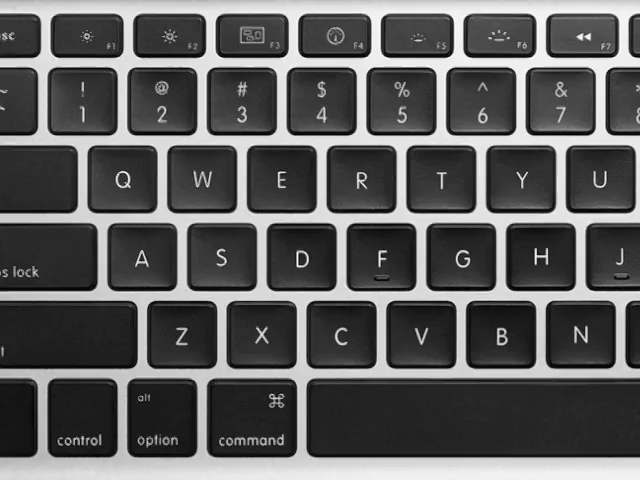 esc F1 F2 F3 F4 F5 F6 F7
~ ! @ # $ % ^ &
1 2 3 4 5 6 7 8
Q W E R T Y U
A S D F G H J
s lock
Z X C V B N
alt ⌘
control option command